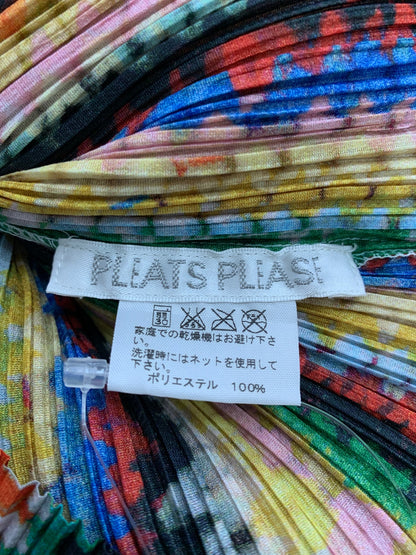 PLEATS PLEASE
30
家庭での乾燥機はお避け下さ
い。
洗濯時にはネットを使用して
下さい。
ポリエステル 100%